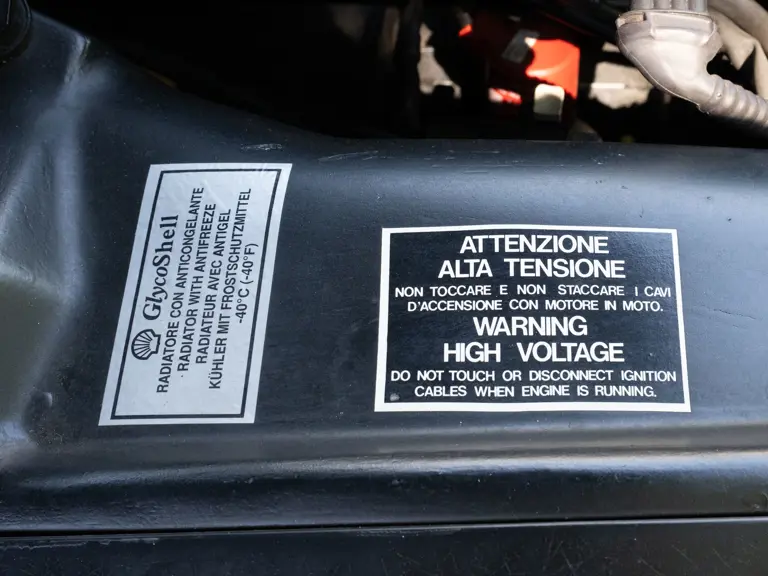 GlycoShell
RADIATORE CON ANTICONGELANTE
RADIATOR WITH ANTIFREEZE
RADIATEUR AVEC ANTIGEL
KÜHLER MIT FROSTSCHUTZMITTEL
-40°C (-40°F)
ATTENZIONE
ALTA TENSIONE
NON TOCCARE E NON STACCARE I CAVI
D'ACCENSIONE CON MOTORE IN MOTO.
WARNING
HIGH VOLTAGE
DO NOT TOUCH OR DISCONNECT IGNITION
CABLES WHEN ENGINE IS RUNNING.